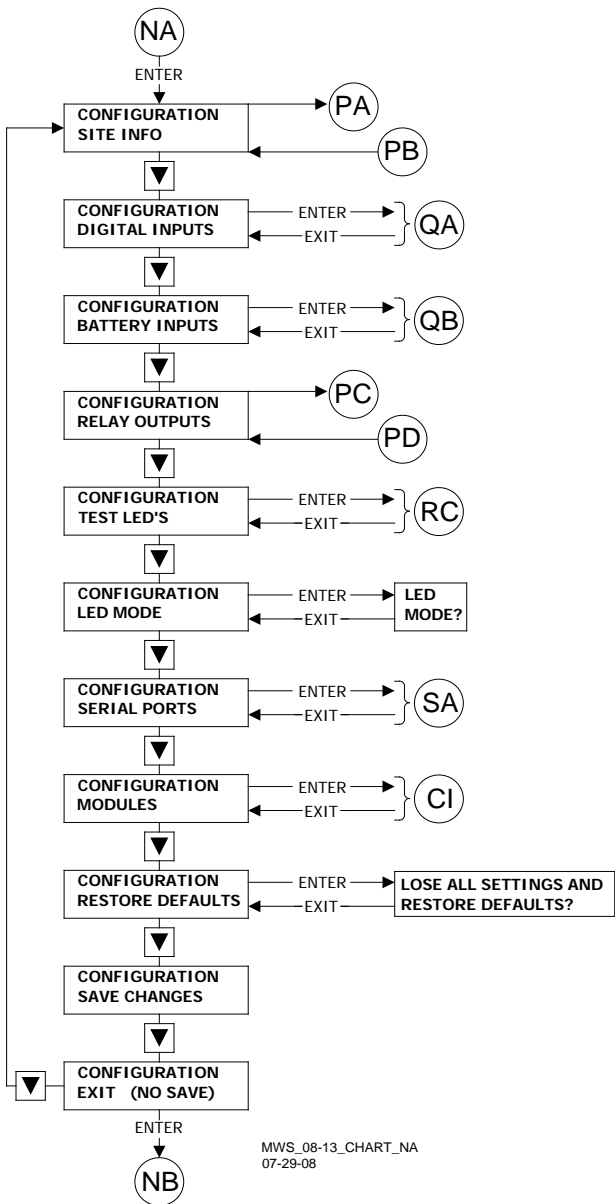 NA
ENTER
CONFIGURATION
SITE INFO
PA
PB
CONFIGURATION
DIGITAL INPUTS
ENTER
EXIT
QA
CONFIGURATION
BATTERY INPUTS
ENTER
EXIT
QB
CONFIGURATION
RELAY OUTPUTS
PC
PD
CONFIGURATION
TEST LED'S
ENTER
EXIT
RC
CONFIGURATION
LED MODE
ENTER
EXIT
LED
MODE?
CONFIGURATION
SERIAL PORTS
ENTER
EXIT
SA
CONFIGURATION
MODULES
ENTER
EXIT
CI
CONFIGURATION
RESTORE DEFAULTS
ENTER
EXIT
LOSE ALL SETTINGS AND
RESTORE DEFAULTS?
CONFIGURATION
SAVE CHANGES
CONFIGURATION
EXIT (NO SAVE)
ENTER
NB
MWS_08-13_CHART_NA
07-29-08